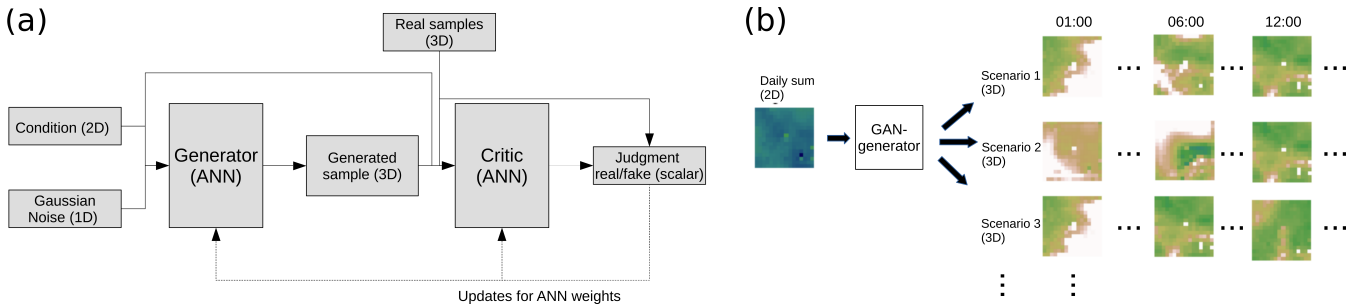 (a)
Real samples
(3D)
Condition (2D)
Gaussian
Noise (1D)
Generator
(ANN)
Generated
sample (3D)
Critic
(ANN)
Judgment
real/fake (scalar)
Updates for ANN weights
(b)
Daily sum
(2D)
GAN-
generator
01:00
06:00
12:00
Scenario 1
(3D)
Scenario 2
(3D)
Scenario 3
(3D)